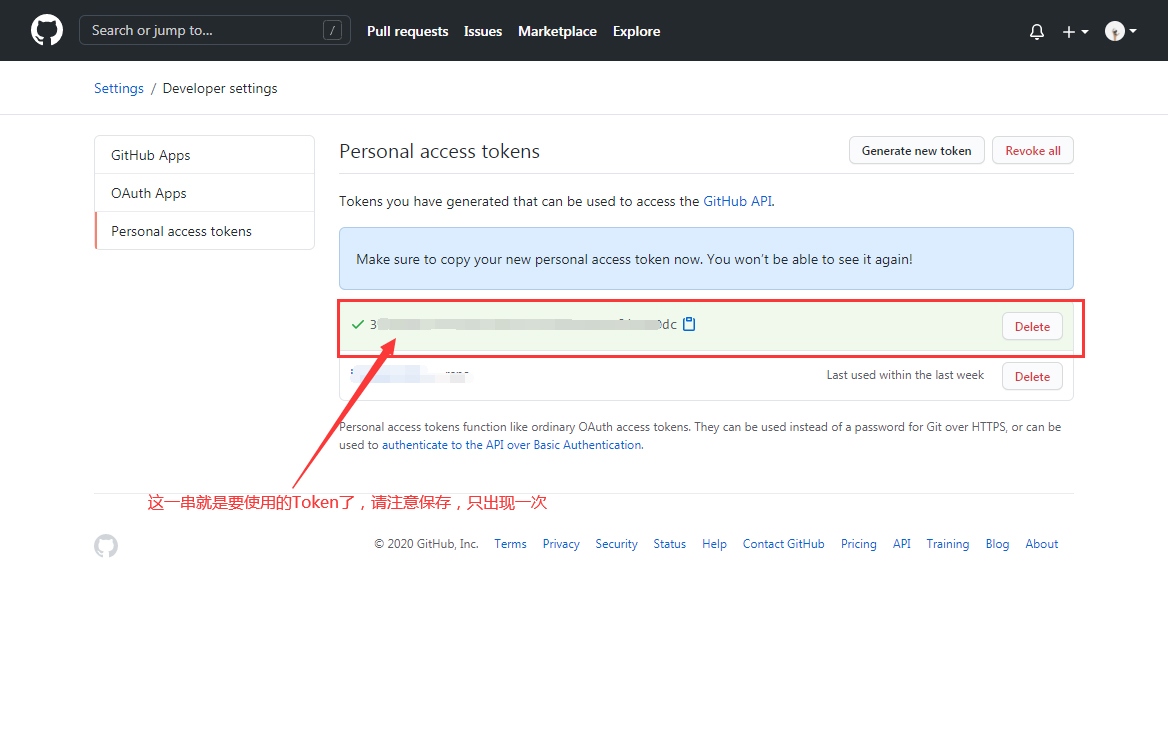 Search or jump to... /
Pull requests Issues Marketplace Explore
Settings / Developer settings
GitHub Apps
OAuth Apps
Personal access tokens
Personal access tokens
Generate new token
Revoke all
Tokens you have generated that can be used to access the GitHub API.
Make sure to copy your new personal access token now. You won't be able to see it again!
Delete
Last used within the last week
Delete
Personal access tokens function like ordinary OAuth access tokens. They can be used instead of a password for Git over HTTPS, or can be
used to authenticate to the API over Basic Authentication.
这一串就是要使用的Token了，请注意保存，只出现一次
© 2020 GitHub, Inc. Terms Privacy Security Status Help Contact GitHub Pricing API Training Blog About